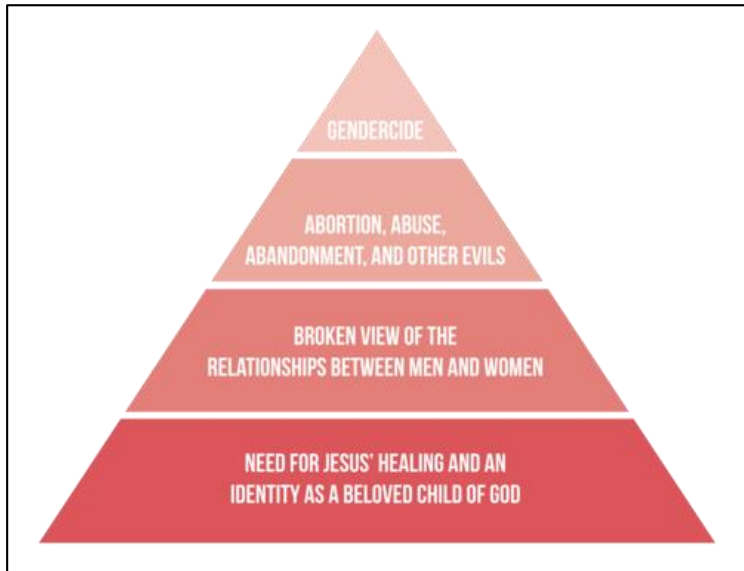 GENDERCIDE
ABORTION, ABUSE,
ABANDONMENT, AND OTHER EVILS
BROKEN VIEW OF THE
RELATIONSHIPS BETWEEN MEN AND WOMEN
NEED FOR JESUS' HEALING AND AN
IDENTITY AS A BELOVED CHILD OF GOD